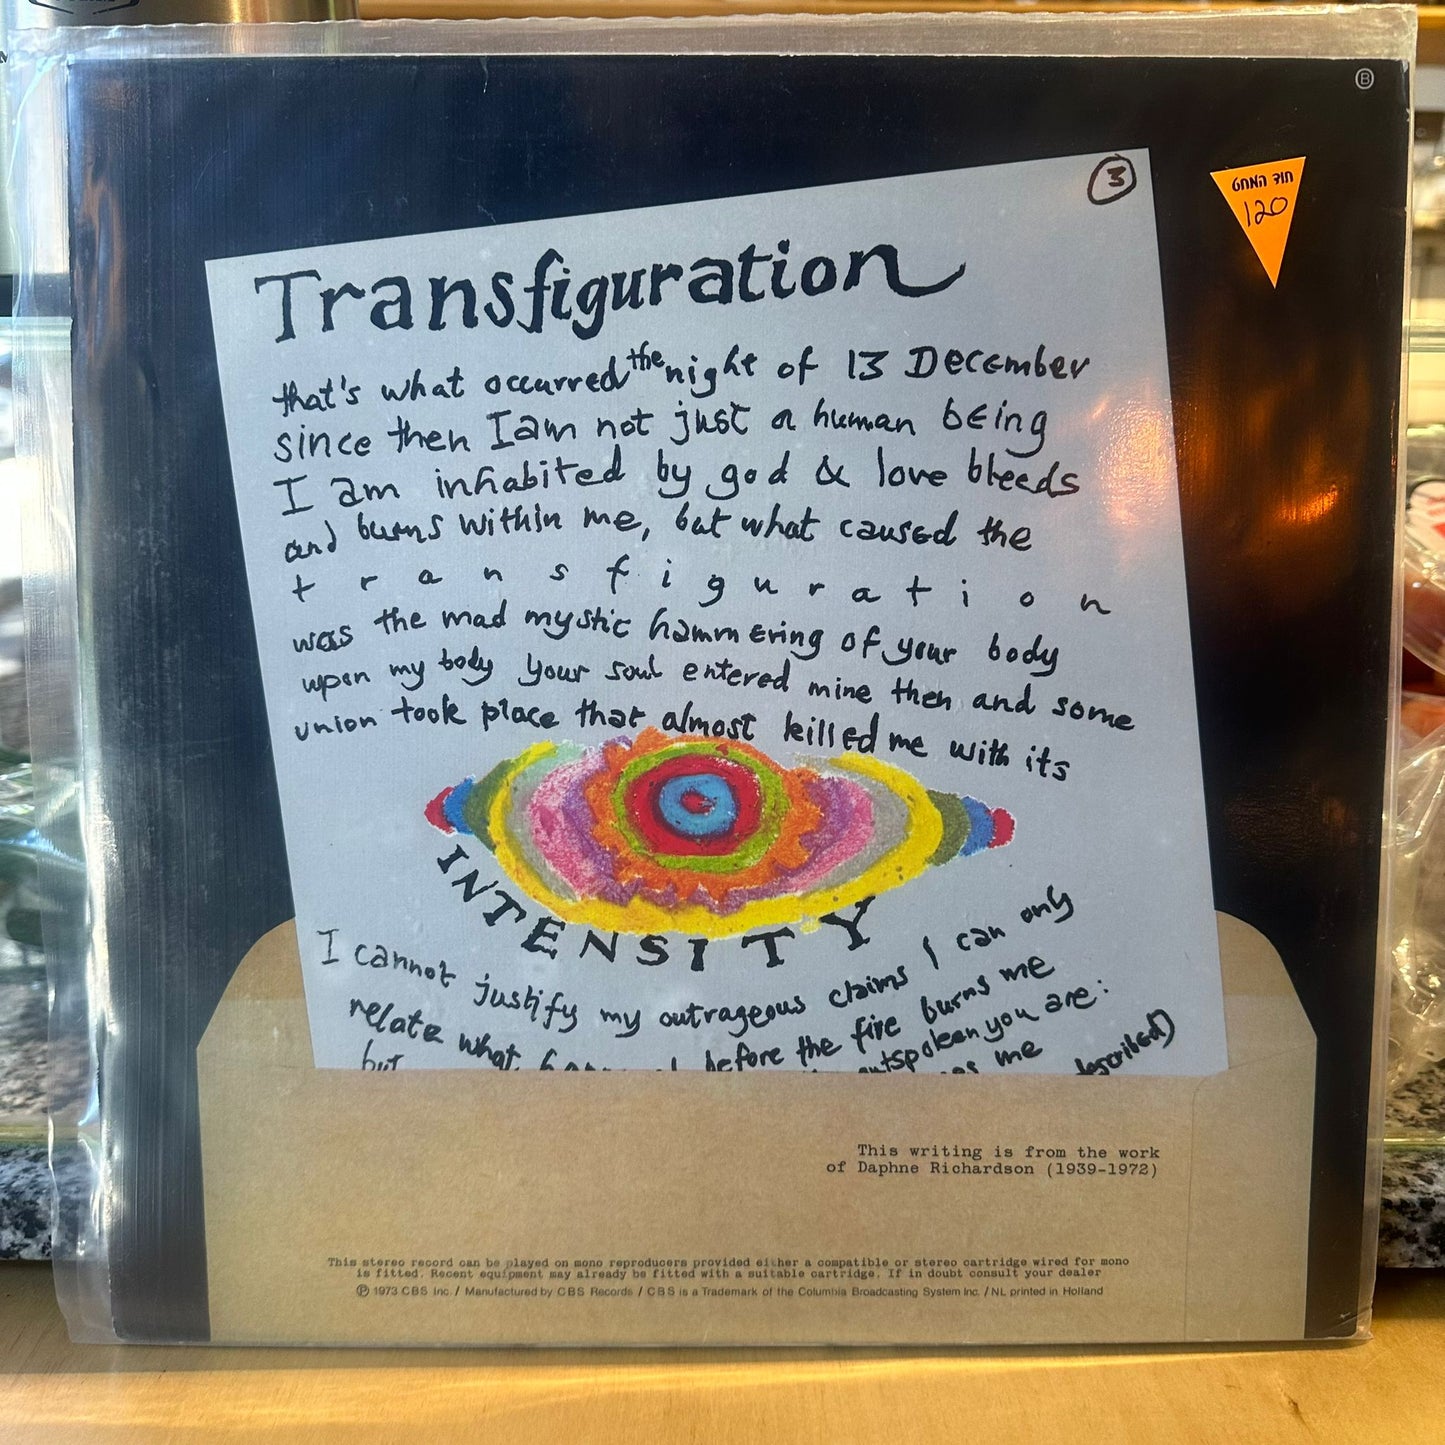 Ⓑ
3
חוד המחט
120
Transfiguration
that's what occurred the night of 13 December
since then I am not just a human being
I am inhabited by god & love bleeds
and burns within me, but what caused the
transfiguration
was the mad mystic hammering of your body
upon my body your soul entered mine then and some
union took place that almost killed me with its
INTENSITY
I cannot justify my outrageous claims I can only
relate what before the fire burns me
but outspoken you are:
me described)
This writing is from the work
of Daphne Richardson (1939-1972)
This stereo record can be played on mono reproducers provided either a compatible or stereo cartridge wired for mono
is fitted. Recent equipment may already be fitted with a suitable cartridge. If in doubt consult your dealer
Ⓟ 1973 CBS Inc. / Manufactured by CBS Records / CBS is a Trademark of the Columbia Broadcasting System Inc. / NL printed in Holland